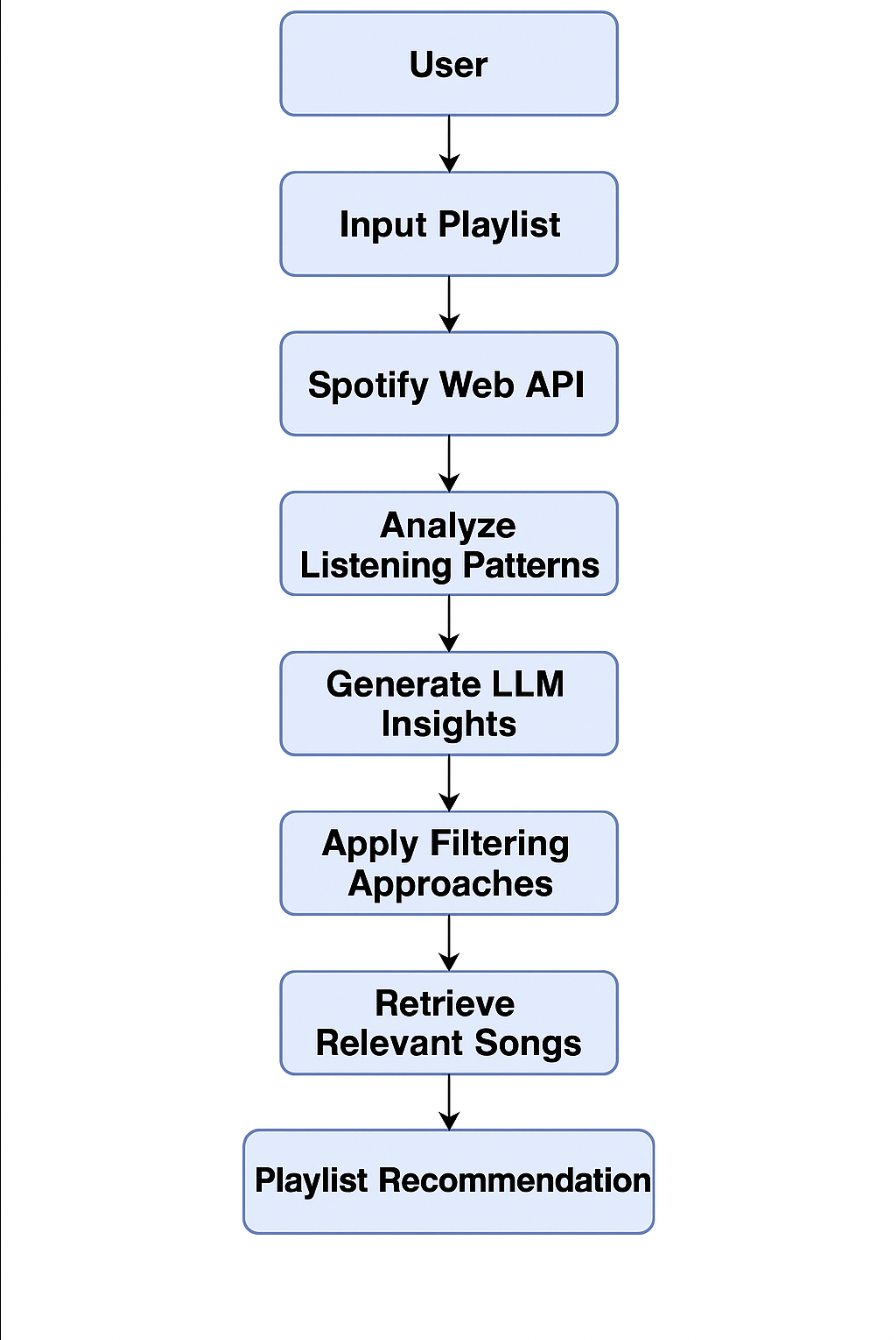 User
Input Playlist
Spotify Web API
Analyze
Listening Patterns
Generate LLM
Insights
Apply Filtering
Approaches
Retrieve
Relevant Songs
Playlist Recommendation